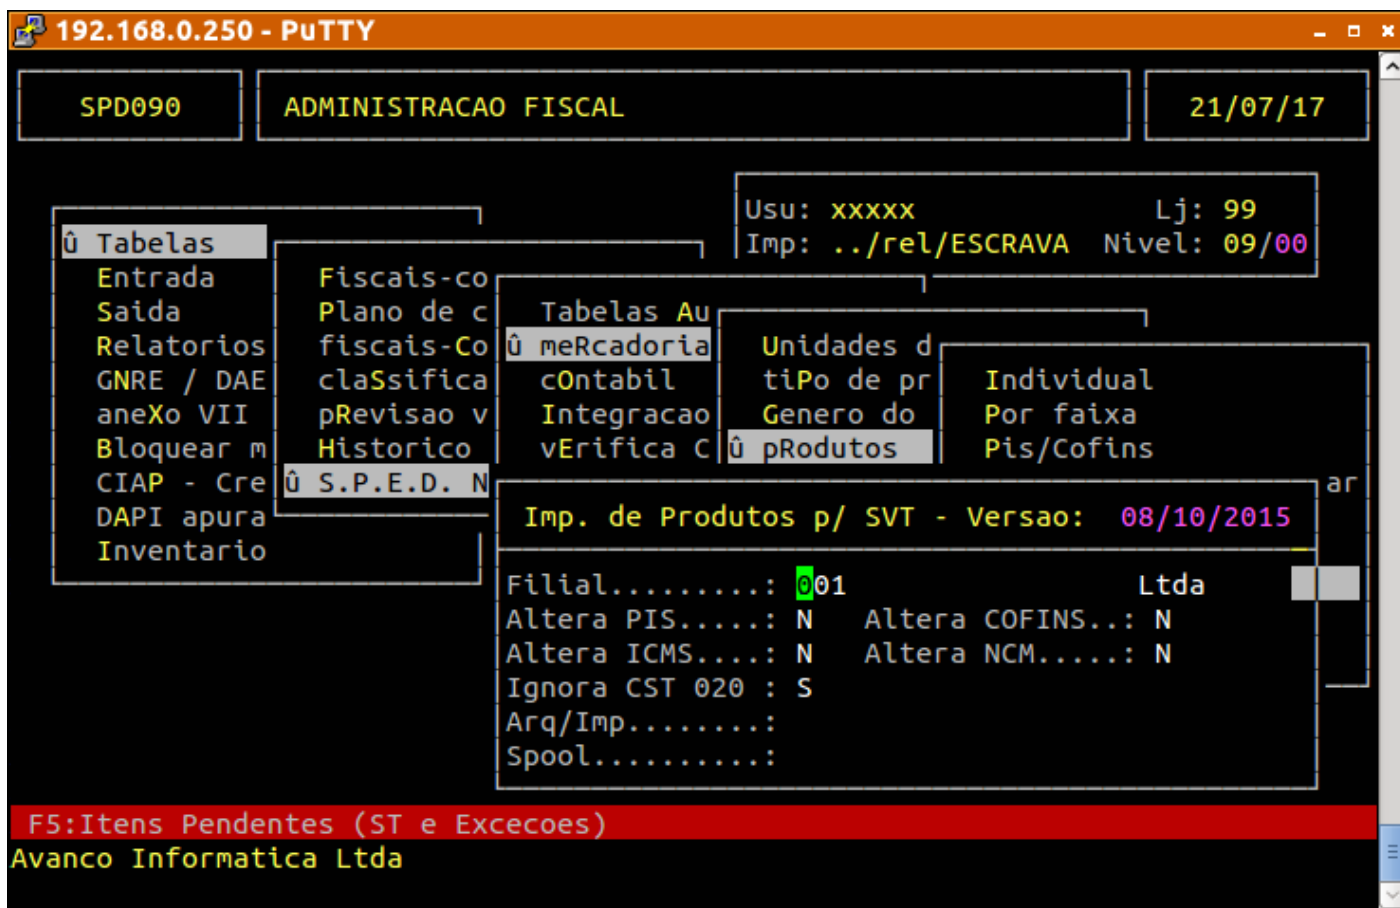 192.168.0.250 - PuTTY
SPD090 ADMINISTRACAO FISCAL 21/07/17
Usu: xxxxx Lj: 99
û Tabelas Imp: ../rel/ESCRAVA Nivel: 09/00
Entrada Fiscais-co
Saida Plano de c Tabelas Au
Relatorios fiscais-Co û meRcadoria Unidades d
GNRE / DAE claSsifica cOntabil tiPo de pr Individual
aneXo VII pRevisao v Integracao Genero do Por faixa
Bloquear m Historico vErifica C û pRodutos Pis/Cofins
CIAP - Cre û S.P.E.D. N ar
DAPI apura Imp. de Produtos p/ SVT - Versao: 08/10/2015
Inventario
Filial.........: 001 Ltda
Altera PIS.....: N Altera COFINS..: N
Altera ICMS....: N Altera NCM.....: N
Ignora CST 020 : S
Arq/Imp........:
Spool..........:
F5:Itens Pendentes (ST e Excecoes)
Avanco Informatica Ltda